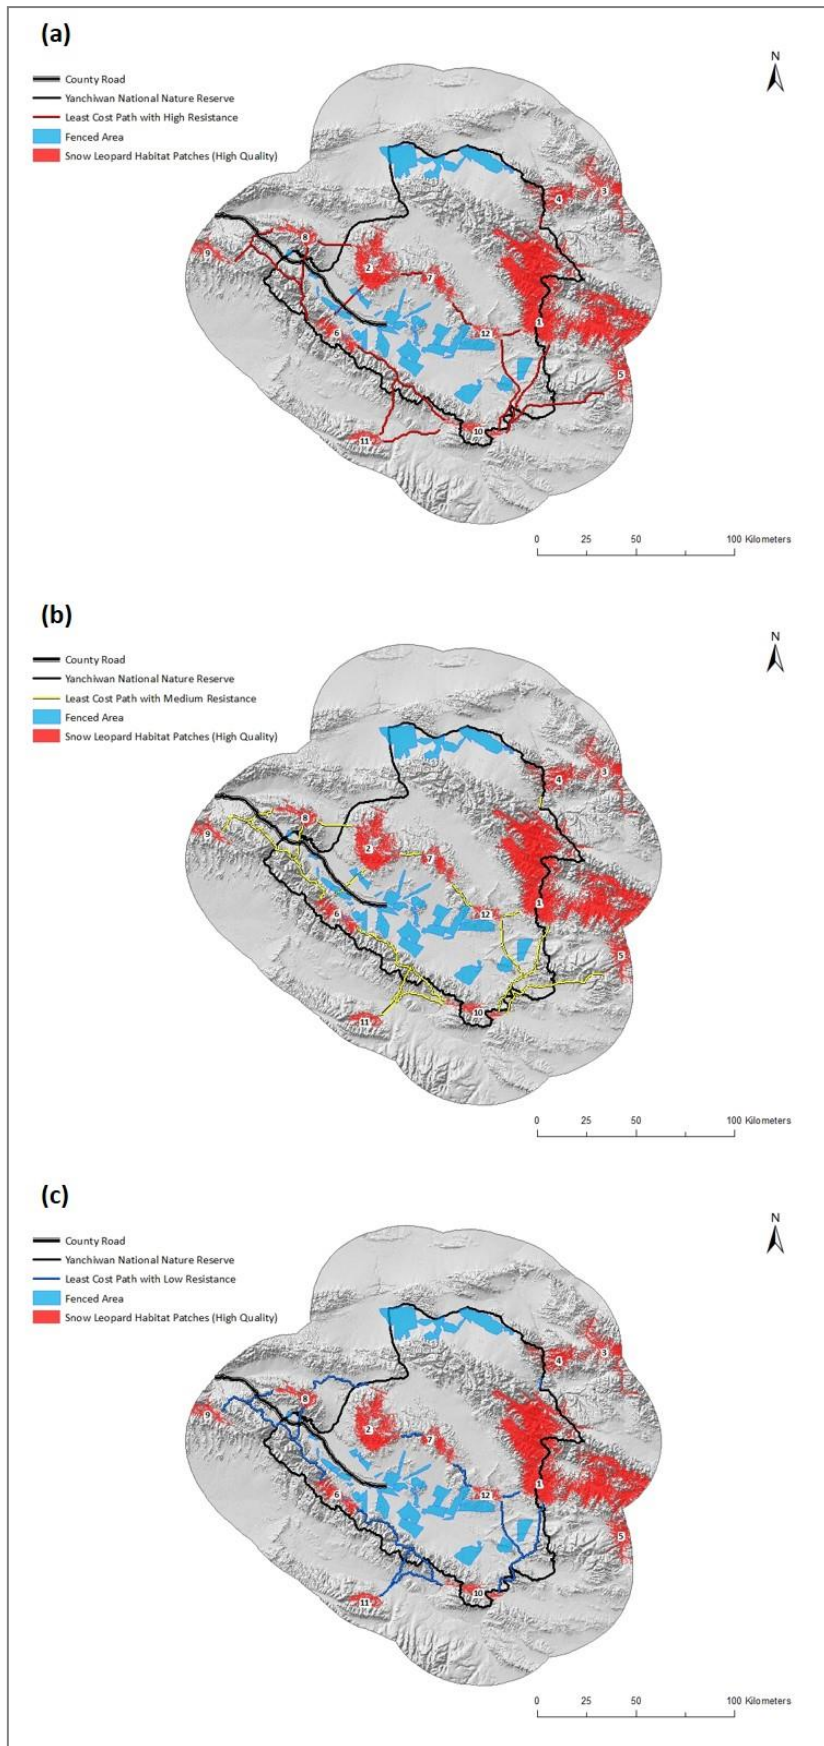 (a)
N
County Road
Yanchiwan National Nature Reserve
Least Cost Path with High Resistance
Fenced Area
Snow Leopard Habitat Patches (High Quality)
4
3
8
9
2
7
6
12
1
5
10
11
0 25 50 100 Kilometers
(b)
N
County Road
Yanchiwan National Nature Reserve
Least Cost Path with Medium Resistance
Fenced Area
Snow Leopard Habitat Patches (High Quality)
4
3
8
9
2
7
6
12
1
5
10
11
0 25 50 100 Kilometers
(c)
N
County Road
Yanchiwan National Nature Reserve
Least Cost Path with Low Resistance
Fenced Area
Snow Leopard Habitat Patches (High Quality)
4
3
8
9
2
7
6
12
1
5
10
11
0 25 50 100 Kilometers